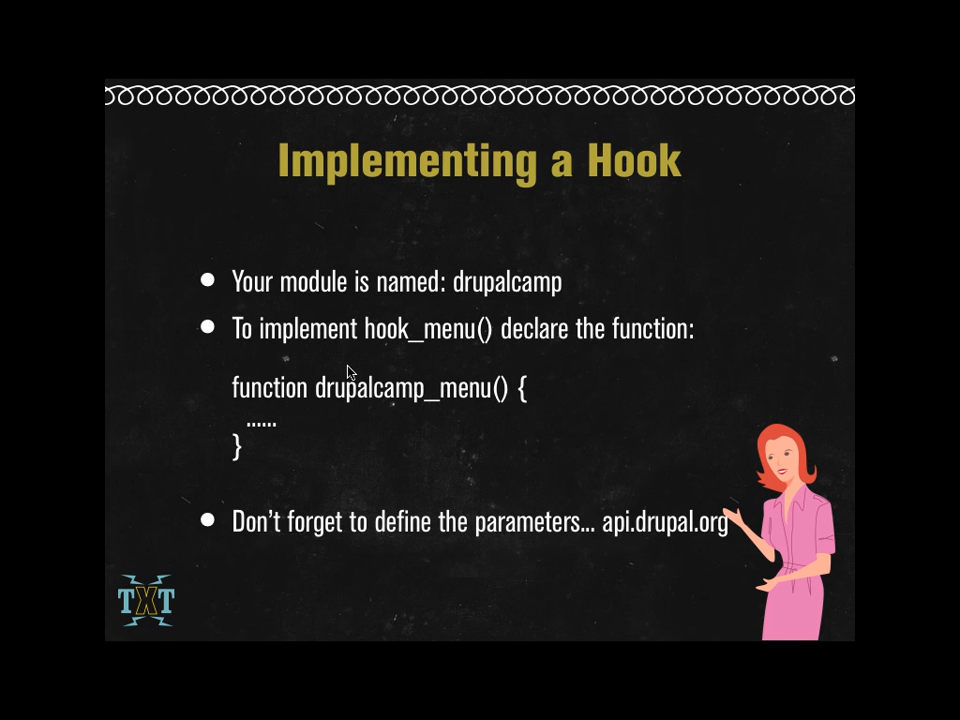 Implementing a Hook
Your module is named: drupalcamp
To implement hook_menu() declare the function:
function drupalcamp_menu() {
......
}
Don't forget to define the parameters... api.drupal.org
TXT